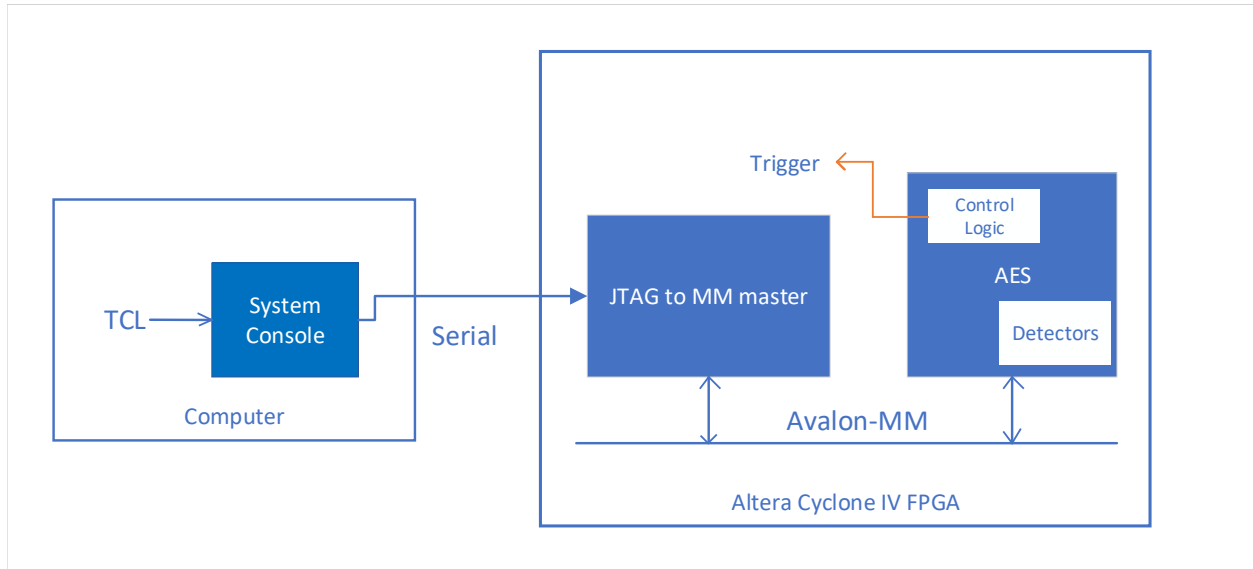 Trigger
Control
Logic
AES
JTAG to MM master
System
Console
TCL
Serial
Detectors
Computer
Avalon-MM
Altera Cyclone IV FPGA